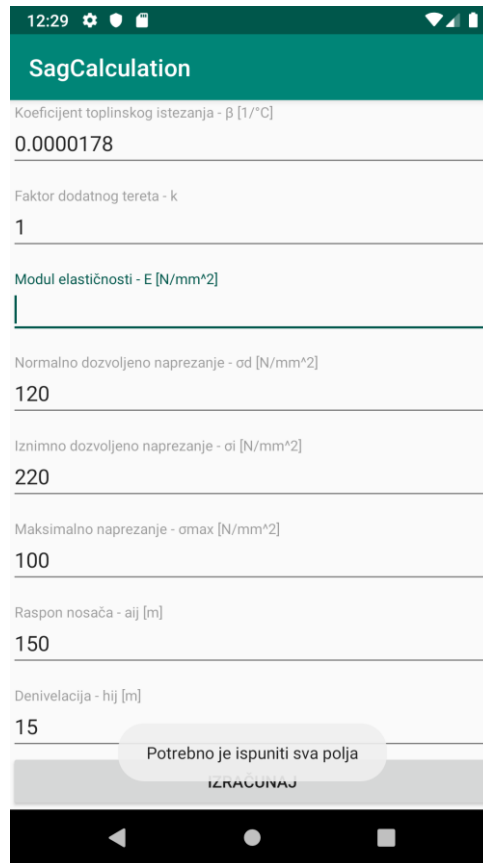 12:29
SagCalculation
Koeficijent toplinskog istezanja - β [1/°C]
0.0000178
Faktor dodatnog tereta - k
1
Modul elastičnosti - E [N/mm^2]
Normalno dozvoljeno naprezanje - σd [N/mm^2]
120
Iznimno dozvoljeno naprezanje - σi [N/mm^2]
220
Maksimalno naprezanje - σmax [N/mm^2]
100
Raspon nosača - aij [m]
150
Denivelacija - hij [m]
15
Potrebno je ispuniti sva polja
IZRAČUNAJ